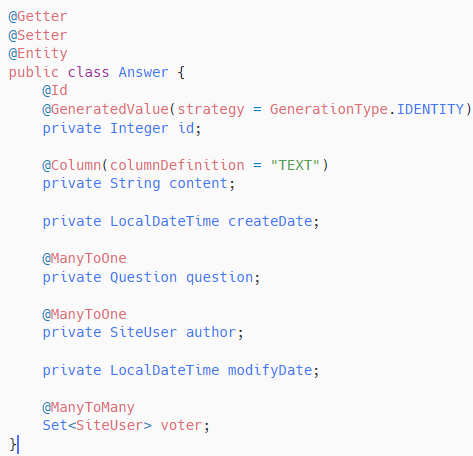 @Getter
@Setter
@Entity
public class Answer {
    @Id
    @GeneratedValue(strategy = GenerationType.IDENTITY)
    private Integer id;

    @Column(columnDefinition = "TEXT")
    private String content;

    private LocalDateTime createDate;

    @ManyToOne
    private Question question;

    @ManyToOne
    private SiteUser author;

    private LocalDateTime modifyDate;

    @ManyToMany
    Set<SiteUser> voter;
}